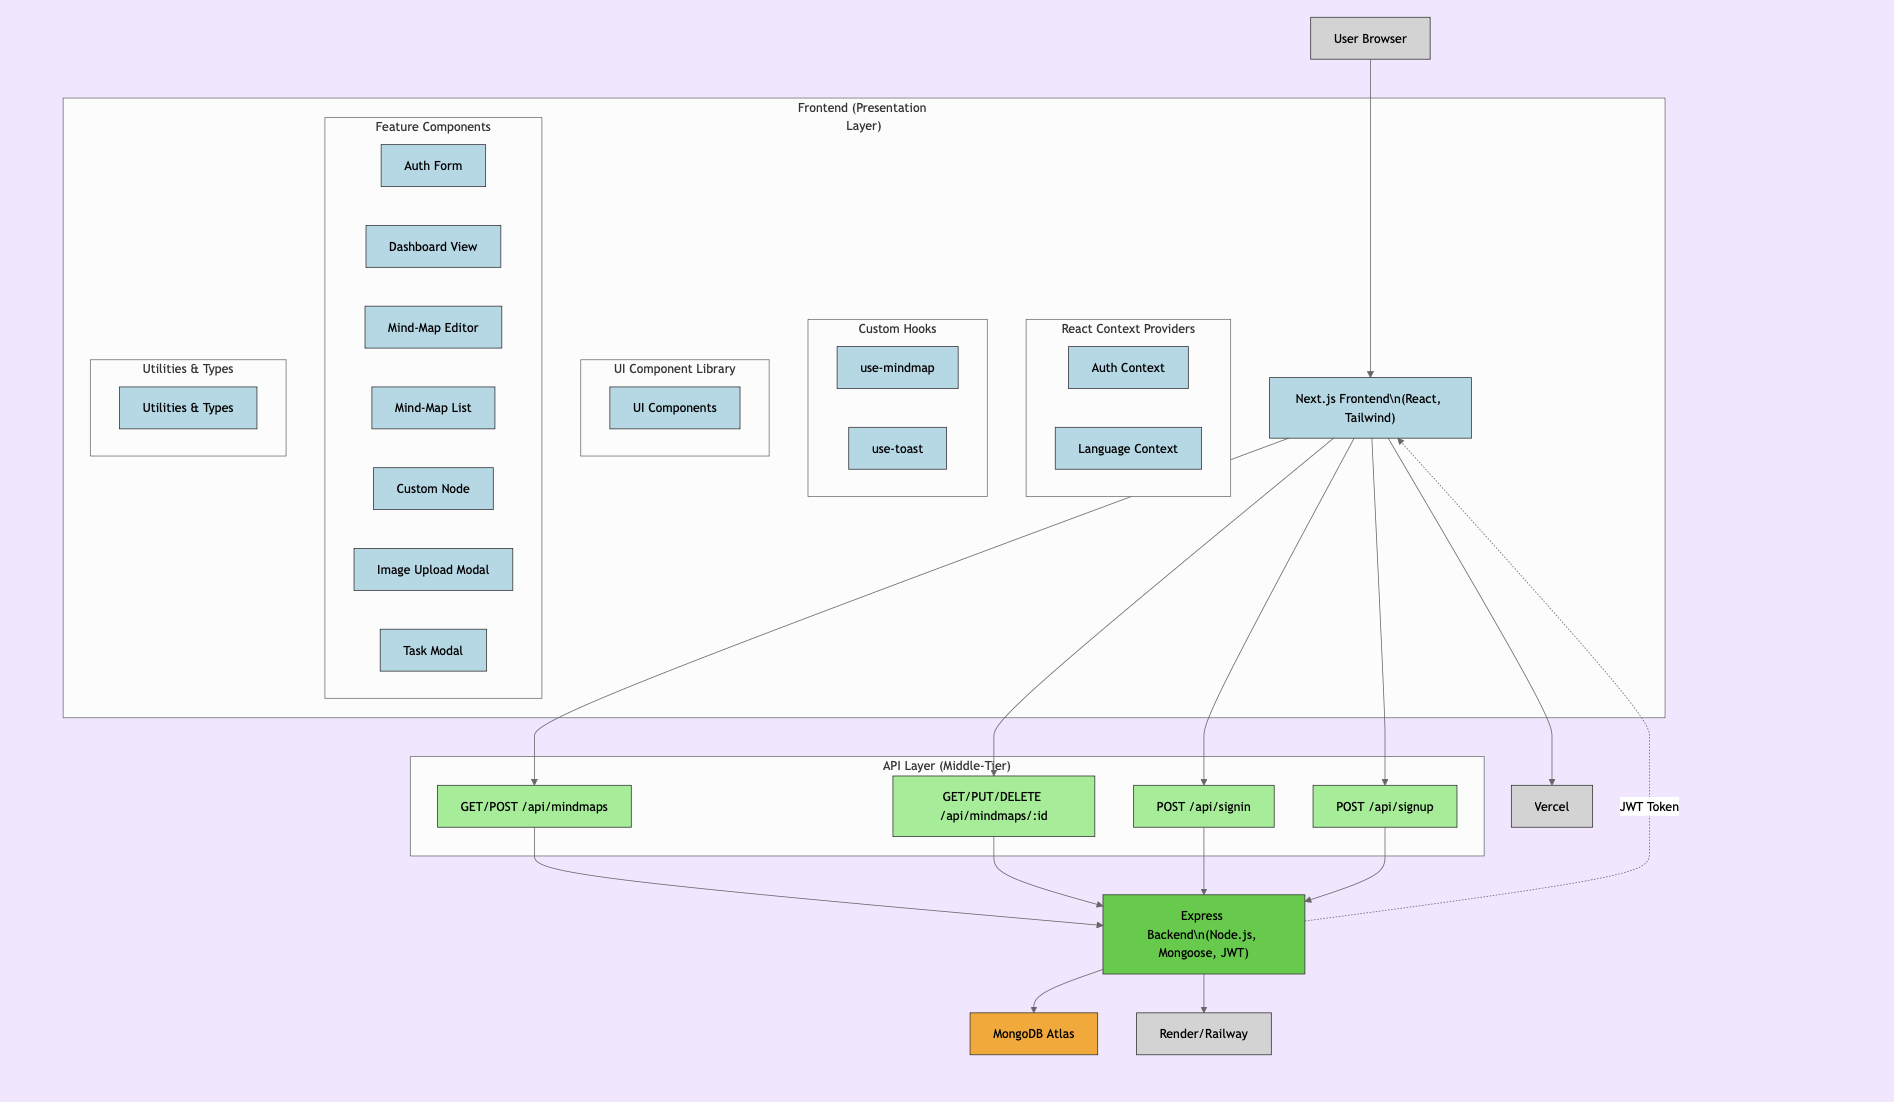 User Browser
Frontend (Presentation
Layer)
Feature Components
Auth Form
Dashboard View
Mind-Map Editor
Mind-Map List
Custom Node
Image Upload Modal
Task Modal
Utilities & Types
Utilities & Types
UI Component Library
UI Components
Custom Hooks
use-mindmap
use-toast
React Context Providers
Auth Context
Language Context
Next.js Frontend\n(React,
Tailwind)
API Layer (Middle-Tier)
GET/POST /api/mindmaps
GET/PUT/DELETE
/api/mindmaps/:id
POST /api/signin
POST /api/signup
Vercel
JWT Token
Express
Backend\n(Node.js,
Mongoose, JWT)
MongoDB Atlas
Render/Railway